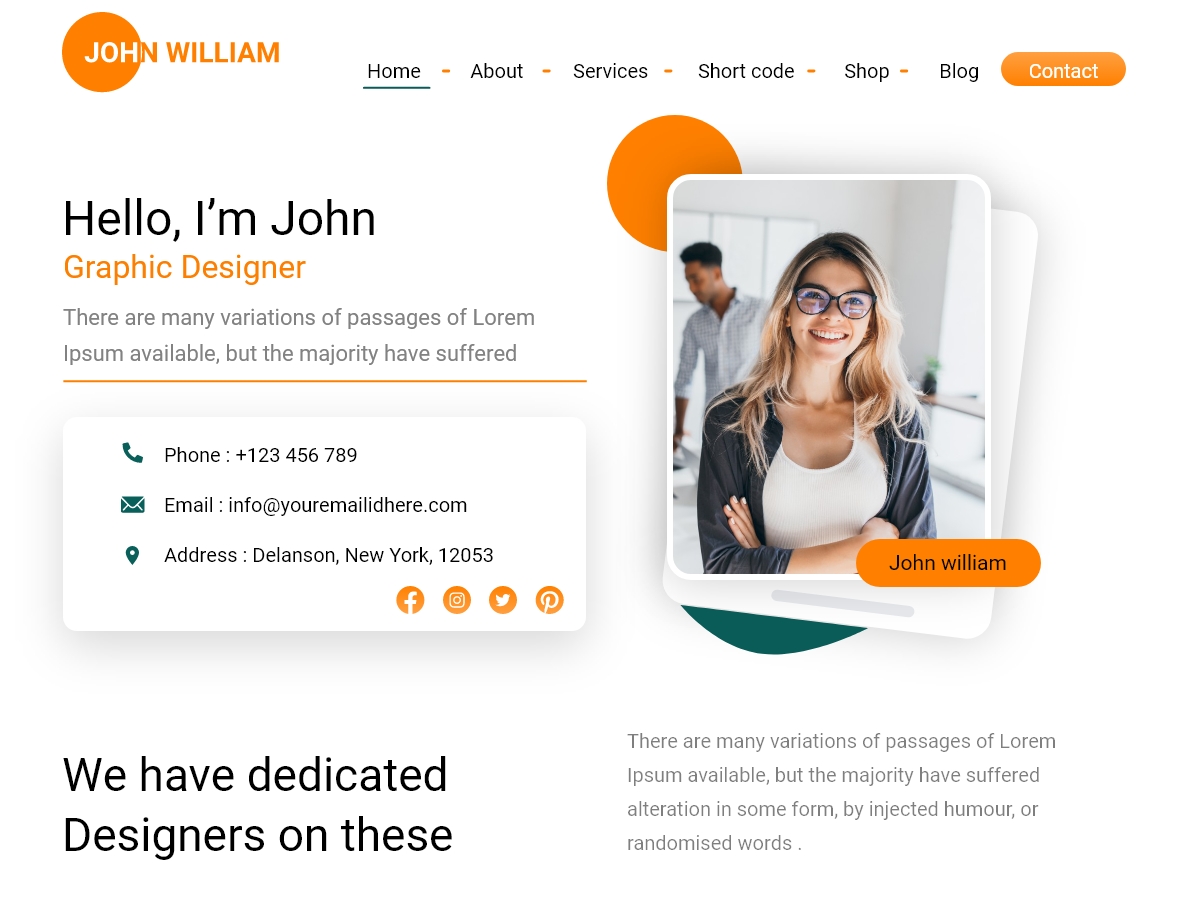 JOHN WILLIAM
Home - About - Services - Short code - Shop - Blog Contact
Hello, I’m John
Graphic Designer
There are many variations of passages of Lorem
Ipsum available, but the majority have suffered
Phone : +123 456 789
Email : info@youremailidhere.com
Address : Delanson, New York, 12053
John william
We have dedicated
Designers on these
There are many variations of passages of Lorem
Ipsum available, but the majority have suffered
alteration in some form, by injected humour, or
randomised words .